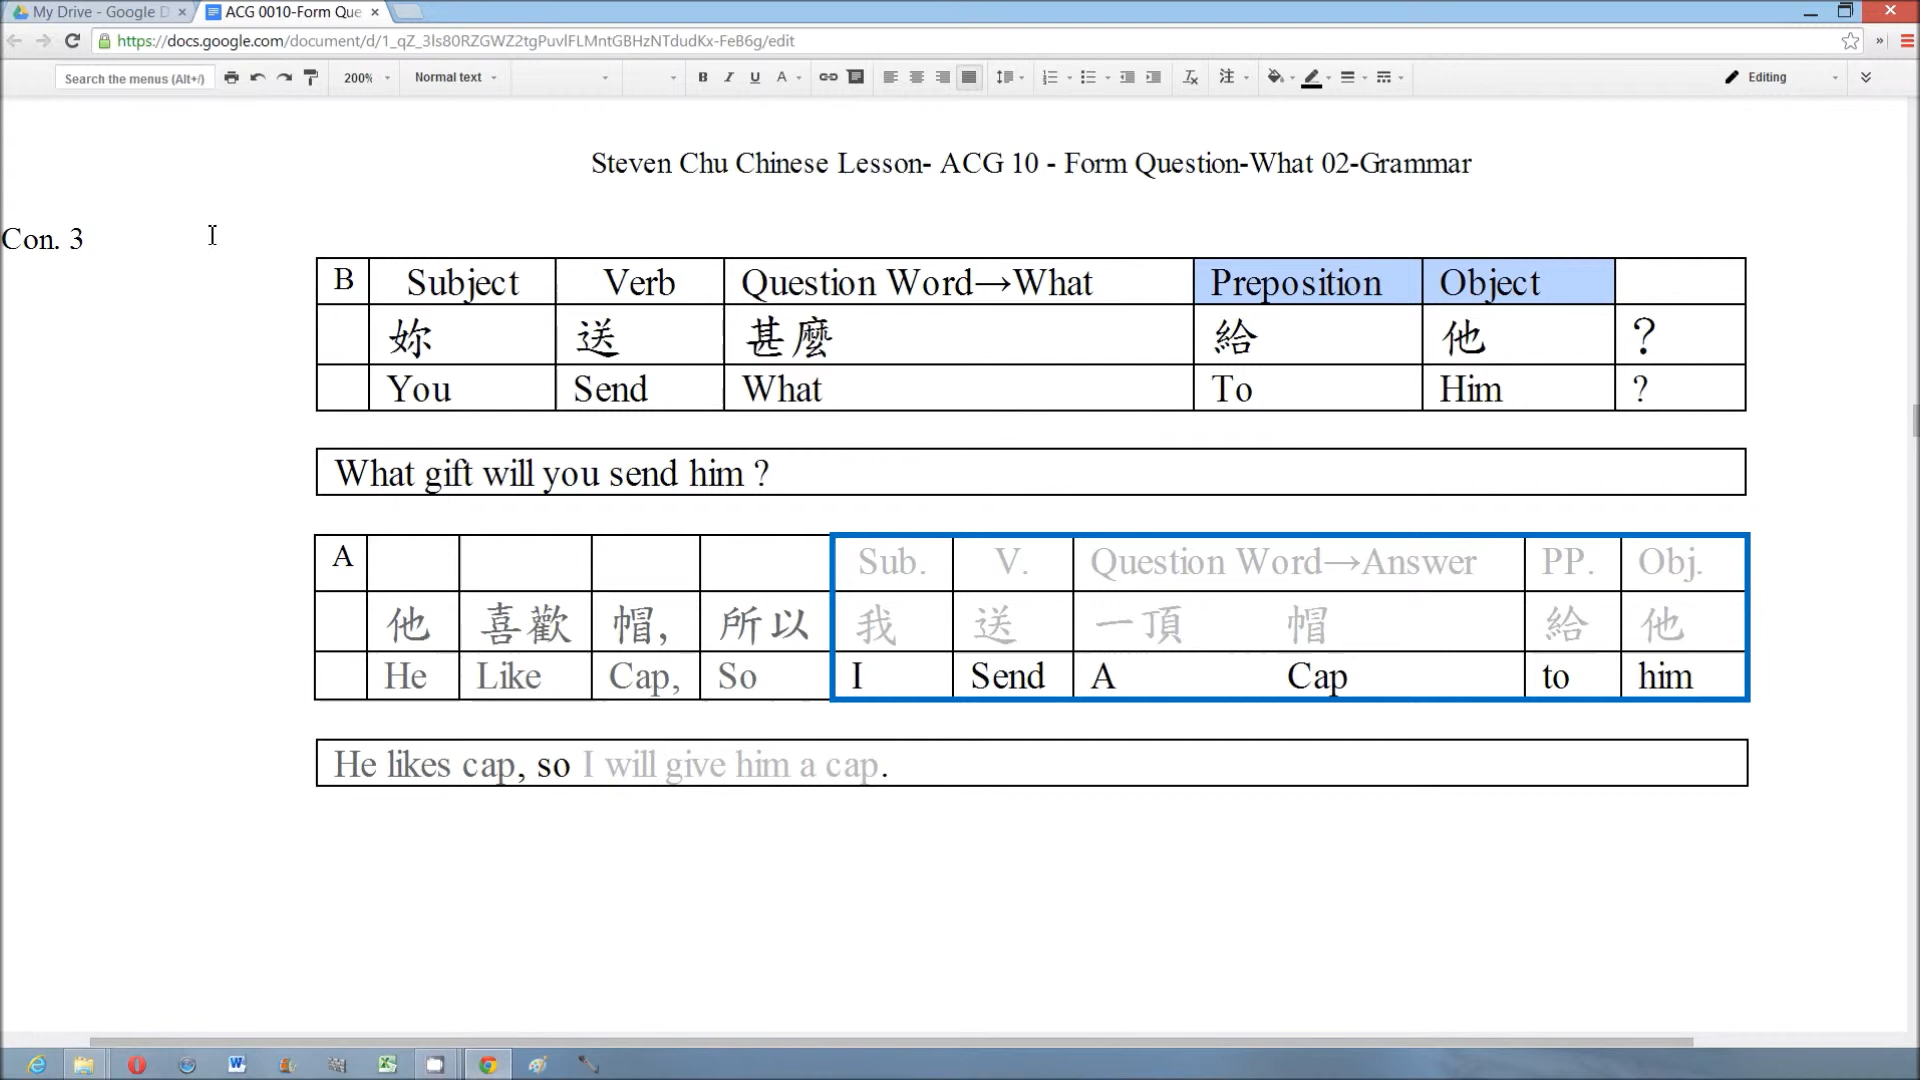 My Drive - Google D
ACG 0010-Form Que
https://docs.google.com/document/d/1_qZ_3ls80RZGWZ2tgPuvlFLMntGBHzNTdudKx-FeB6g/edit
Search the menus (Alt+/) 200% Normal text B I U A 注 Editing
Steven Chu Chinese Lesson- ACG 10 - Form Question-What 02-Grammar
Con. 3
B Subject Verb Question Word→What Preposition Object
妳 送 甚麼 給 他 ?
You Send What To Him ?
What gift will you send him ?
A Sub. V. Question Word→Answer PP. Obj.
他 喜歡 帽, 所以 我 送 一頂 帽 給 他
He Like Cap, So I Send A Cap to him
He likes cap, so I will give him a cap.